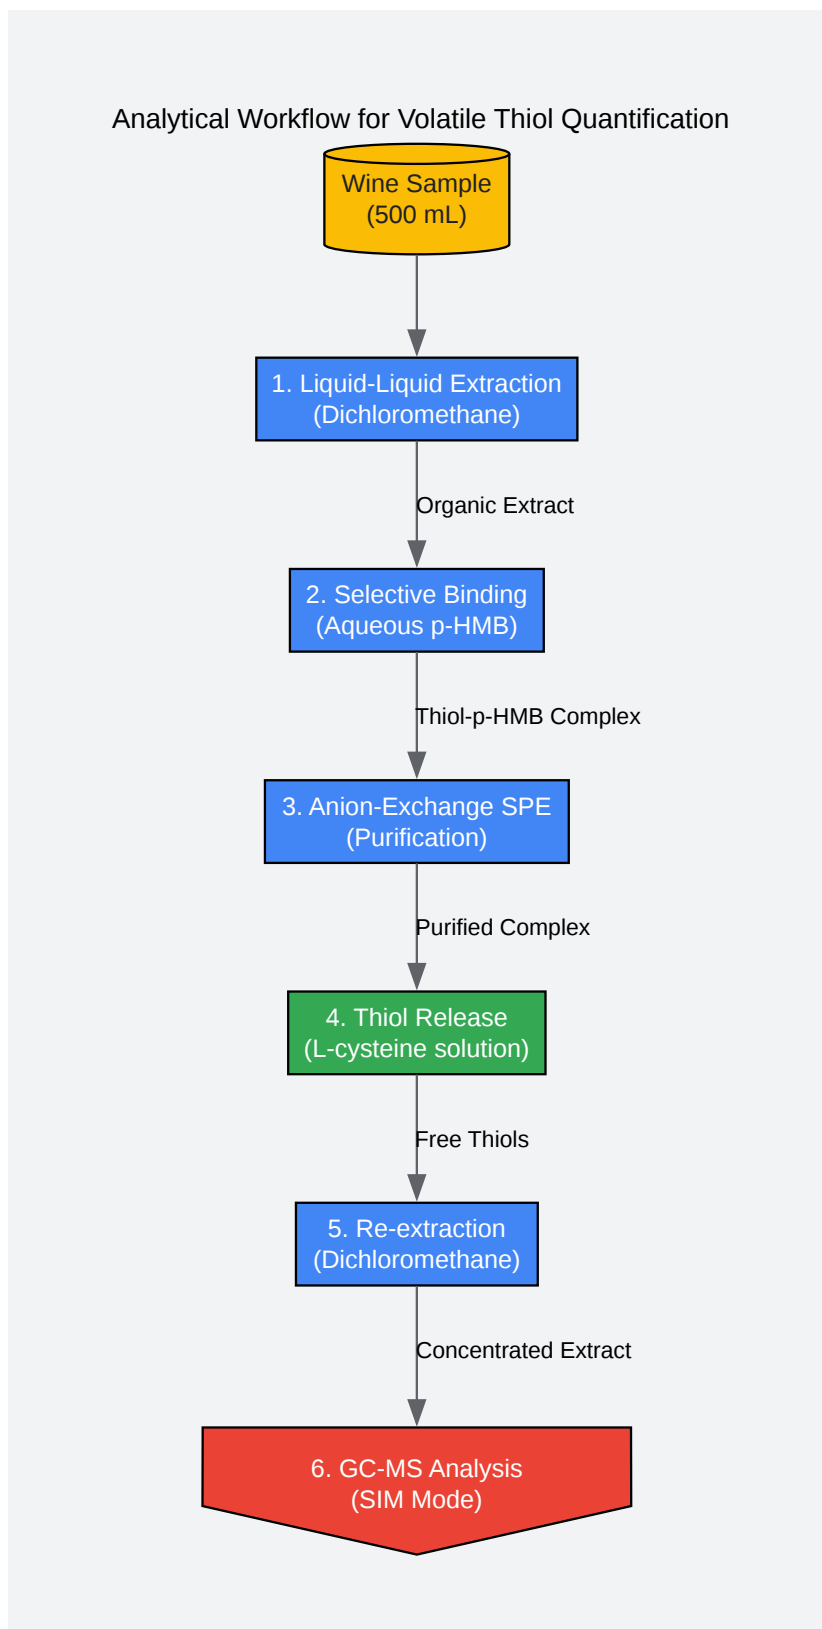 Analytical Workflow for Volatile Thiol Quantification
Wine Sample
(500 mL)
1. Liquid-Liquid Extraction
(Dichloromethane)
Organic Extract
2. Selective Binding
(Aqueous p-HMB)
Thiol-p-HMB Complex
3. Anion-Exchange SPE
(Purification)
Purified Complex
4. Thiol Release
(L-cysteine solution)
Free Thiols
5. Re-extraction
(Dichloromethane)
Concentrated Extract
6. GC-MS Analysis
(SIM Mode)